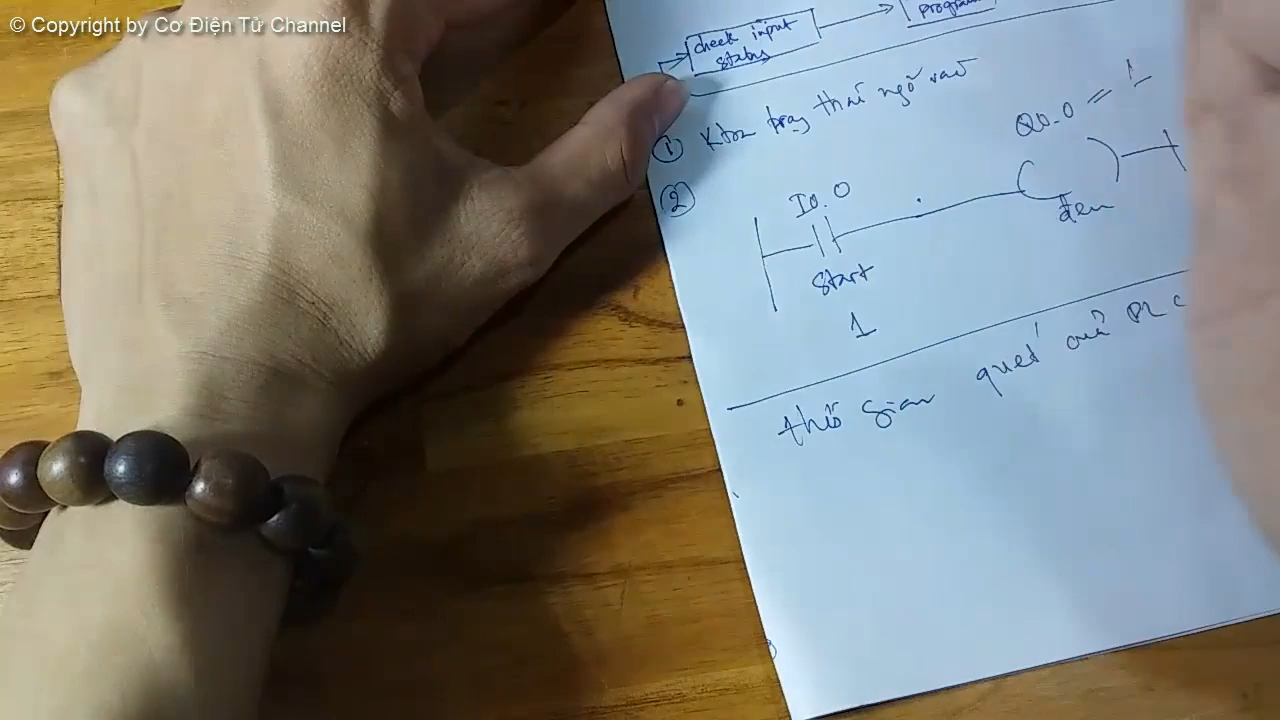 © Copyright by Cơ Điện Tử Channel
program
check input
status
① trạng thái ngõ vào
Q0.0 = 1
②
I0.0
đèn
Start
1
thời gian quét của PLC